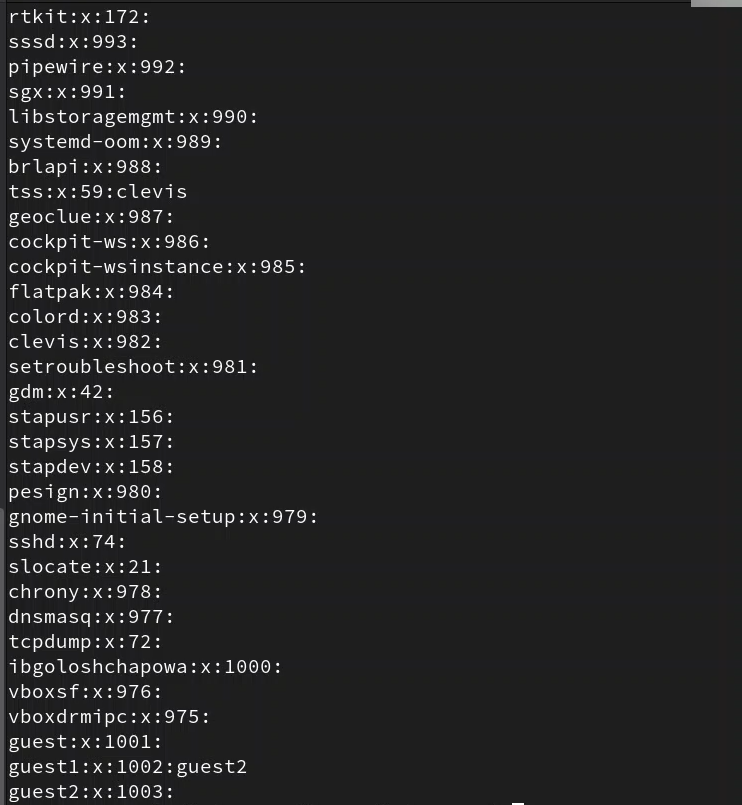 rtkit:x:172:
sssd:x:993:
pipewire:x:992:
sgx:x:991:
libstoragemgmt:x:990:
systemd-oom:x:989:
brlapi:x:988:
tss:x:59:clevis
geoclue:x:987:
cockpit-ws:x:986:
cockpit-wsinstance:x:985:
flatpak:x:984:
colord:x:983:
clevis:x:982:
setroubleshoot:x:981:
gdm:x:42:
stapusr:x:156:
stapsys:x:157:
stapdev:x:158:
pesign:x:980:
gnome-initial-setup:x:979:
sshd:x:74:
slocate:x:21:
chrony:x:978:
dnsmasq:x:977:
tcpdump:x:72:
ibgoloshchapowa:x:1000:
vboxsf:x:976:
vboxdrmipc:x:975:
guest:x:1001:
guest1:x:1002:guest2
guest2:x:1003: